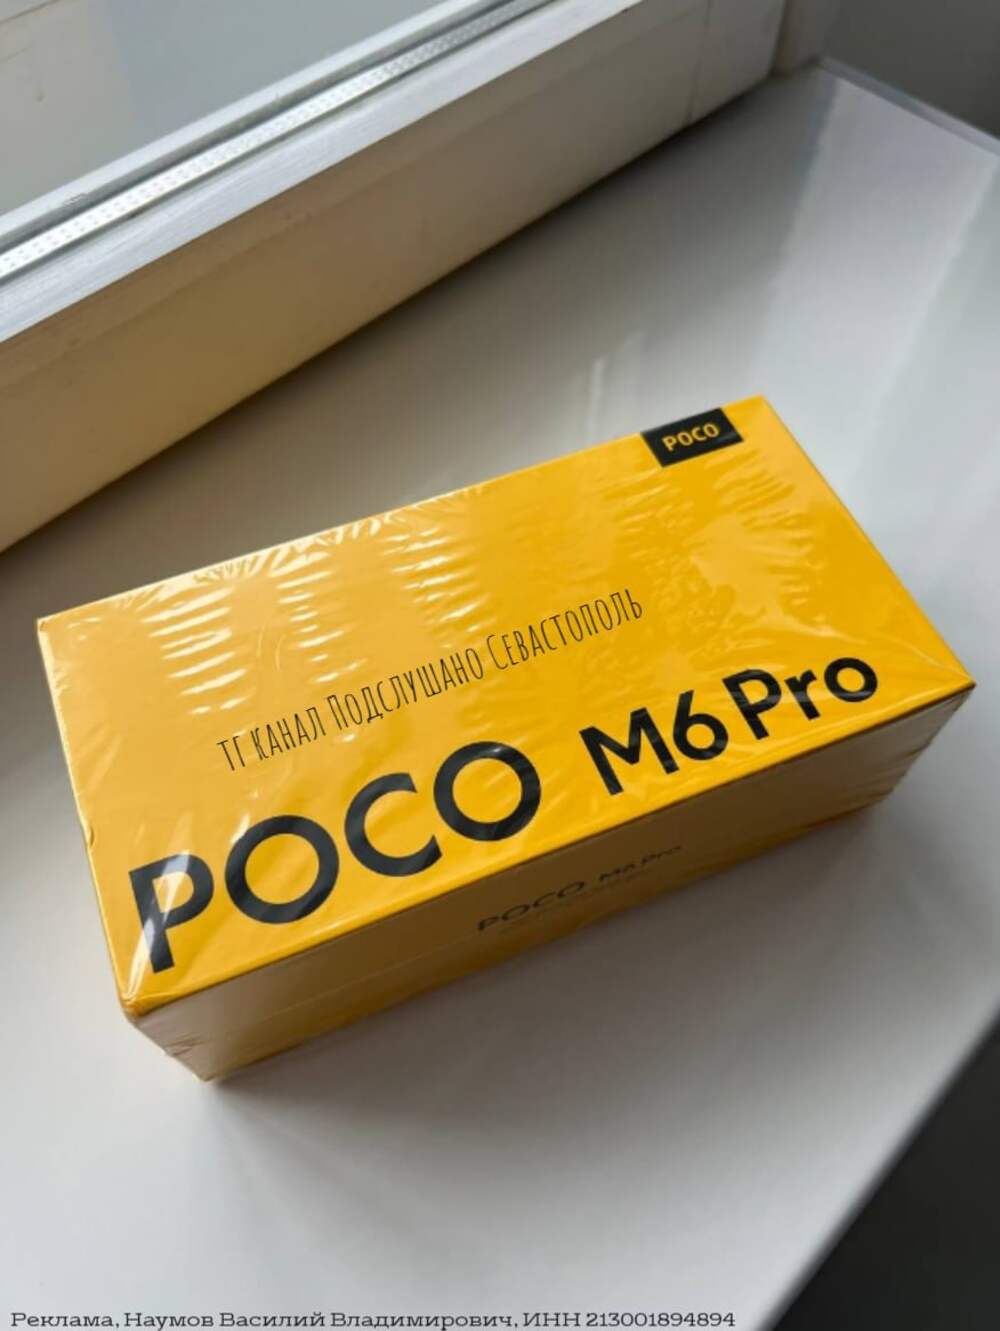 POCO
тг канал Подслушано Севастополь
POCO M6 Pro
POCO M6 Pro
Реклама, Наумов Василий Владимирович, ИНН 213001894894